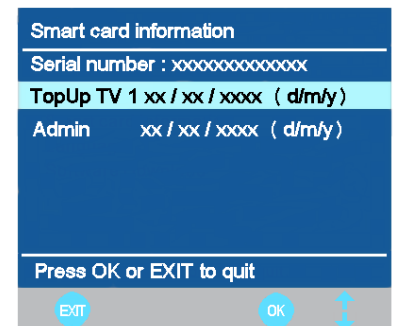 Smart card information
Serial number : xxxxxxxxxxxxx
TopUp TV 1 xx / xx / xxxx ( d/m/y )
Admin xx / xx / xxxx ( d/m/y )
Press OK or EXIT to quit
EXIT OK